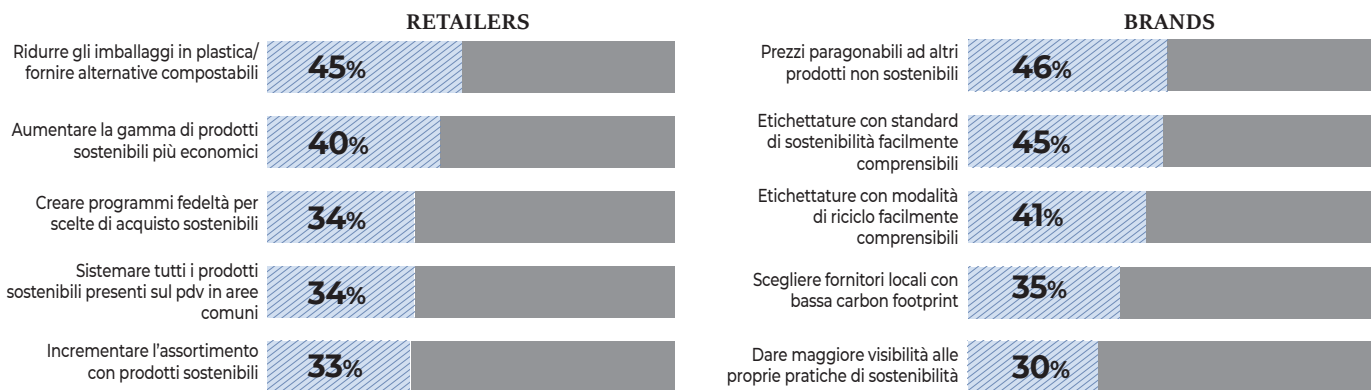 RETAILERS
Ridurre gli imballaggi in plastica/
fornire alternative compostabili
45%
Aumentare la gamma di prodotti
sostenibili più economici
40%
Creare programmi fedeltà per
scelte di acquisto sostenibili
34%
Sistemare tutti i prodotti
sostenibili presenti sul pdv in aree
comuni
34%
Incrementare l’assortimento
con prodotti sostenibili
33%
BRANDS
Prezzi paragonabili ad altri
prodotti non sostenibili
46%
Etichettature con standard
di sostenibilità facilmente
comprensibili
45%
Etichettature con modalità
di riciclo facilmente
comprensibili
41%
Scegliere fornitori locali con
bassa carbon footprint
35%
Dare maggiore visibilità alle
proprie pratiche di sostenibilità
30%